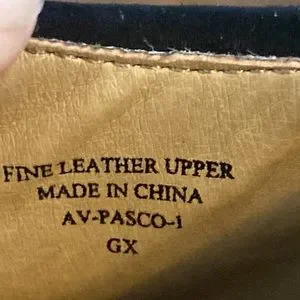 FINE LEATHER UPPER
MADE IN CHINA
AV-PASCO-1
GX